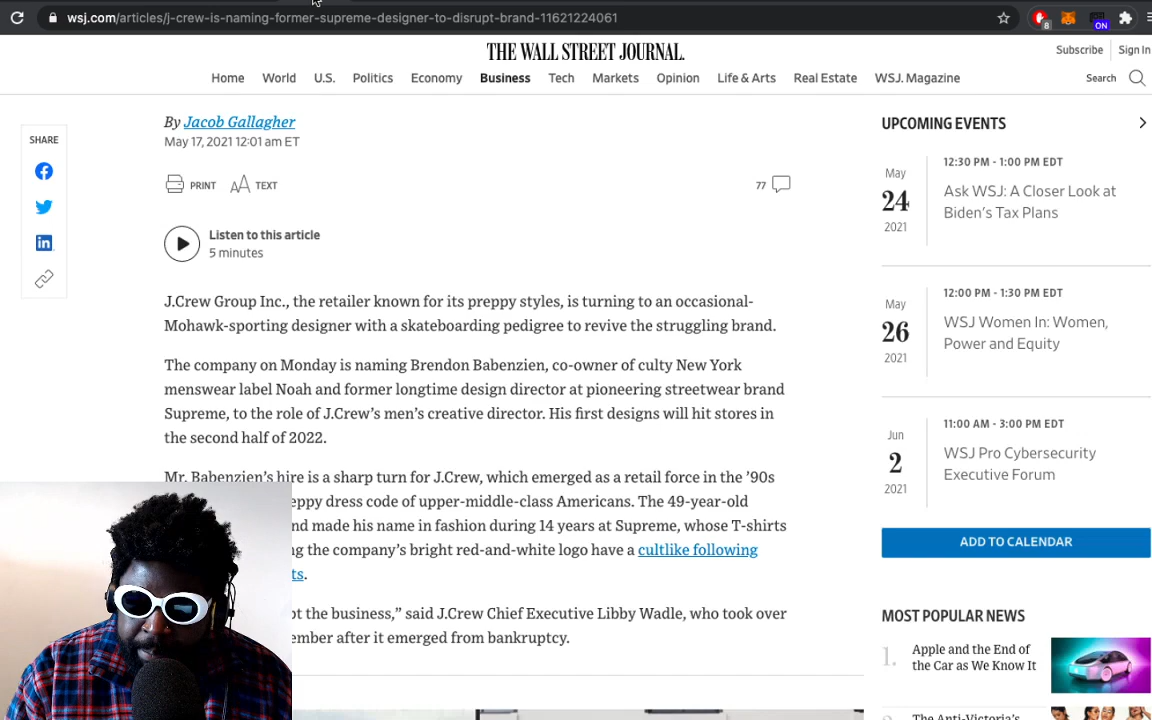 wsj.com/articles/j-crew-is-naming-former-supreme-designer-to-disrupt-brand-11621224061
8
ON
THE WALL STREET JOURNAL.
Subscribe
Sign In
Home
World
U.S.
Politics
Economy
Business
Tech
Markets
Opinion
Life & Arts
Real Estate
WSJ. Magazine
Search
SHARE
By Jacob Gallagher
May 17, 2021 12:01 am ET
PRINT
TEXT
77
Listen to this article
5 minutes
J.Crew Group Inc., the retailer known for its preppy styles, is turning to an occasional-
Mohawk-sporting designer with a skateboarding pedigree to revive the struggling brand.
The company on Monday is naming Brendon Babenzien, co-owner of culty New York
menswear label Noah and former longtime design director at pioneering streetwear brand
Supreme, to the role of J.Crew's men's creative director. His first designs will hit stores in
the second half of 2022.
Mr. Babenzien's hire is a sharp turn for J.Crew, which emerged as a retail force in the '90s
eppy dress code of upper-middle-class Americans. The 49-year-old
nd made his name in fashion during 14 years at Supreme, whose T-shirts
ng the company's bright red-and-white logo have a cultlike following
ts.
pt the business," said J.Crew Chief Executive Libby Wadle, who took over
ember after it emerged from bankruptcy.
UPCOMING EVENTS
May
24
2021
12:30 PM - 1:00 PM EDT
Ask WSJ: A Closer Look at
Biden's Tax Plans
May
26
2021
12:00 PM - 1:30 PM EDT
WSJ Women In: Women,
Power and Equity
Jun
2
2021
11:00 AM - 3:00 PM EDT
WSJ Pro Cybersecurity
Executive Forum
ADD TO CALENDAR
MOST POPULAR NEWS
1.
Apple and the End of
the Car as We Know It
The Anti-Victoria's